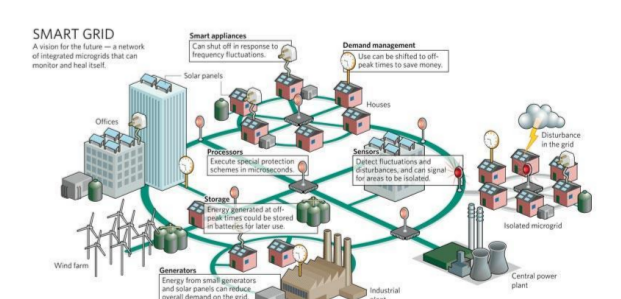 SMART GRID
A vision for the future — a network
of integrated microgrids that can
monitor and heal itself.
Smart appliances
Can shut off in response to
frequency fluctuations.
Demand management
Use can be shifted to off-
peak times to save money.
Solar panels
Houses
Offices
Disturbance
in the grid
Processors
Execute special protection
schemes in microseconds.
Sensors
Detect fluctuations and
disturbances, and can signal
for areas to be isolated.
Storage
Energy generated at off-
peak times could be stored
in batteries for later use.
Isolated microgrid
Wind farm
Generators
Energy from small generators
and solar panels can reduce
overall demand on the grid.
Central power
plant
Industrial
plant